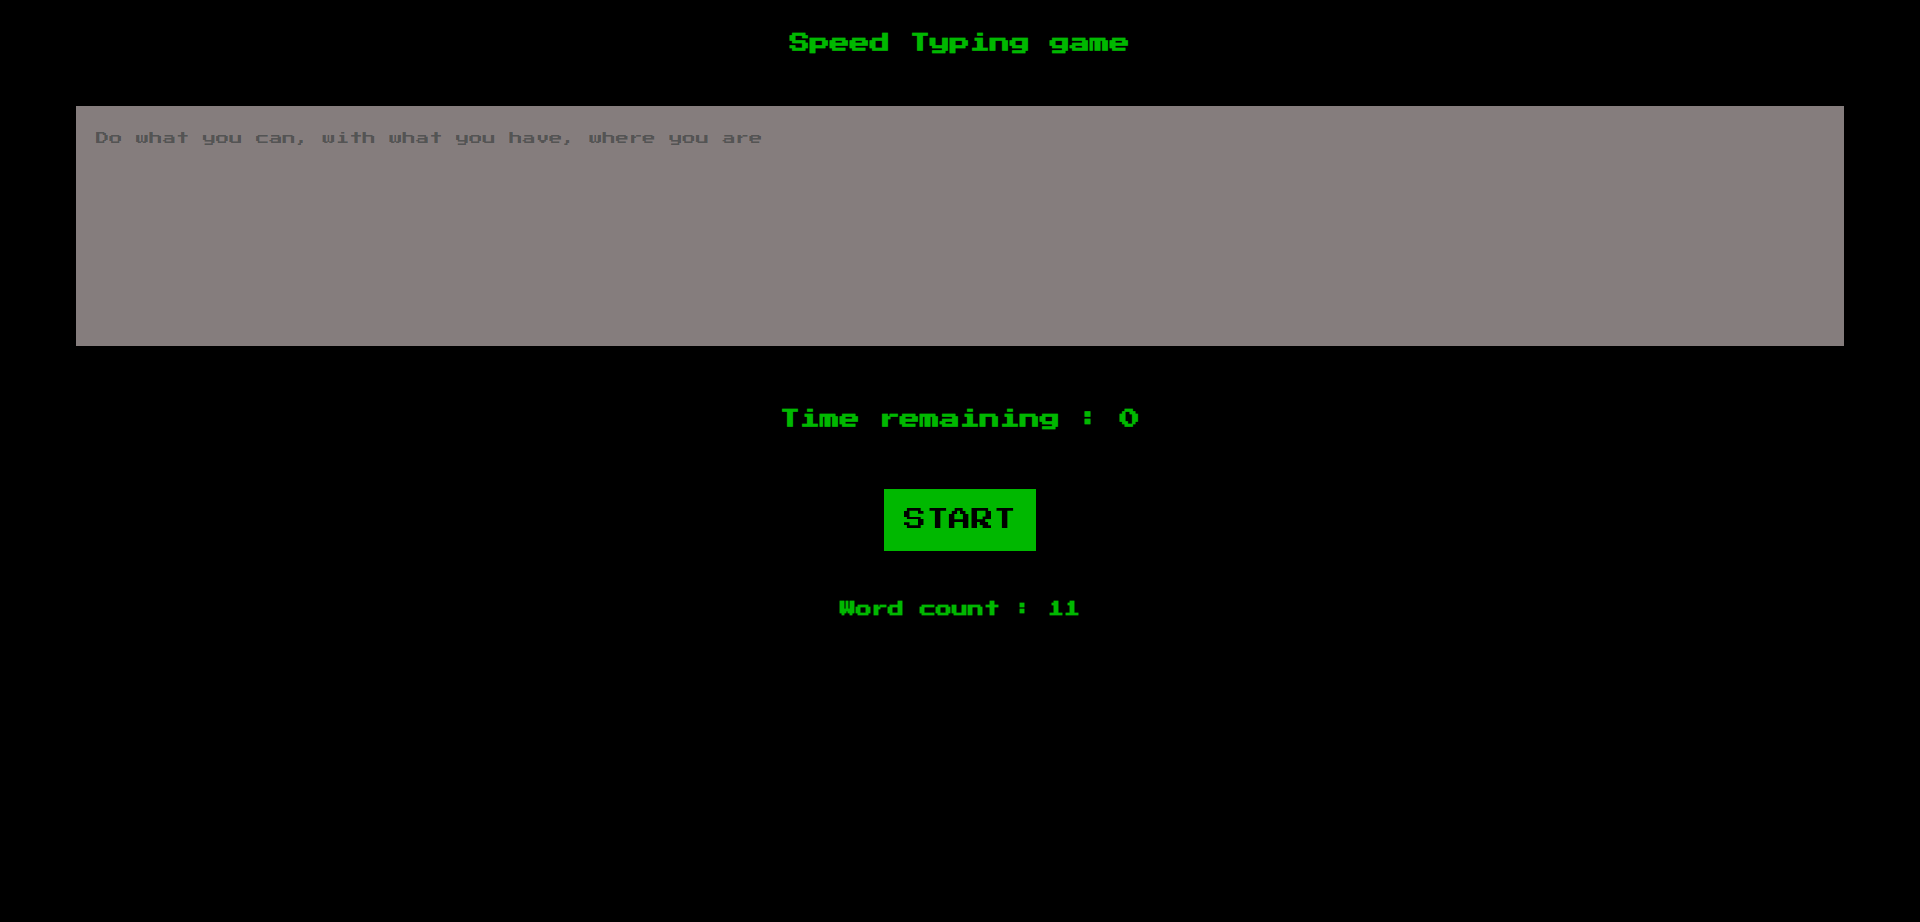 Speed Typing game
Do what you can, with what you have, where you are
Time remaining : 0
START
Word count : 11